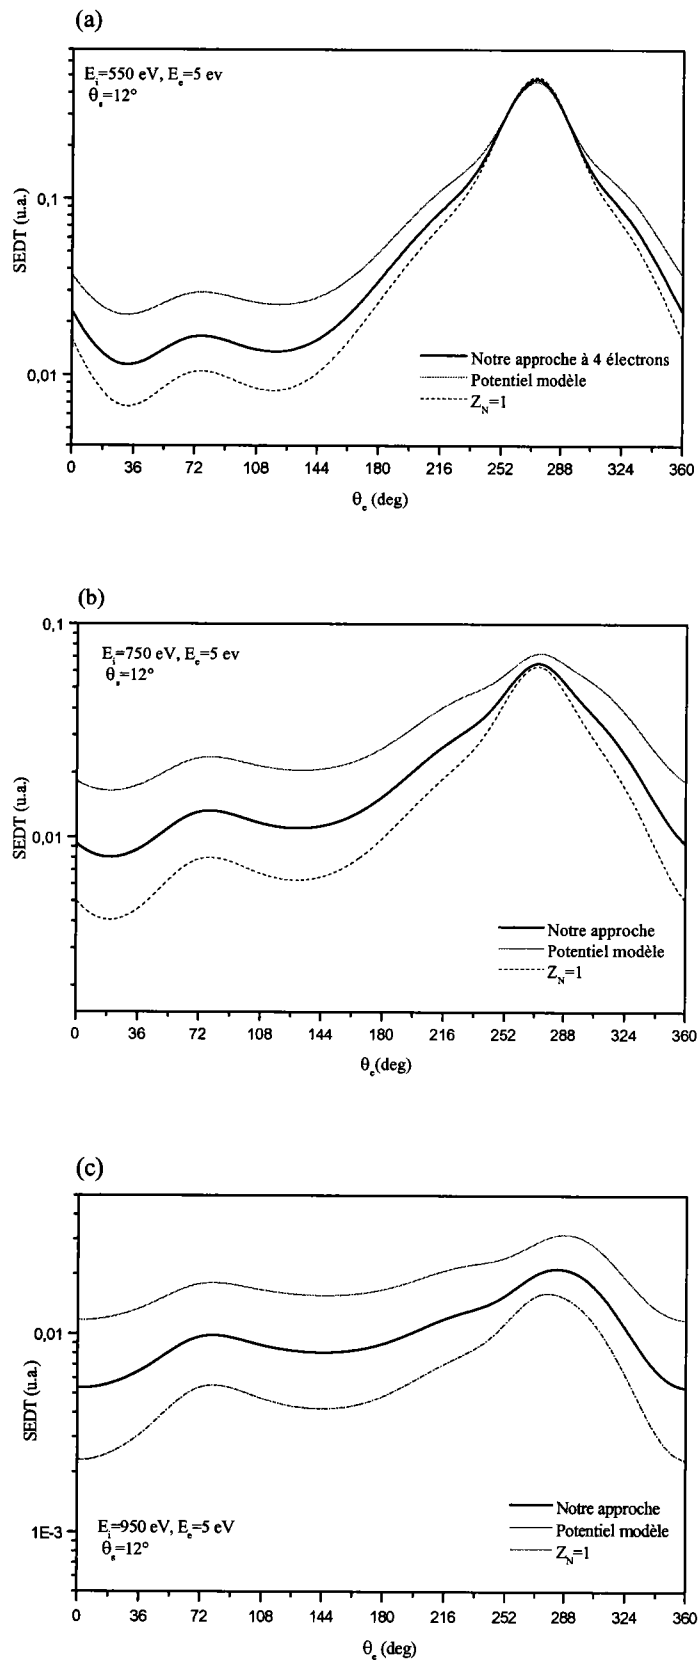 (a)
E_i=550 eV, E_e=5 ev
θ_s=12°
0,1
0,01
SEDT (u.a.)
Notre approche à 4 électrons
Potentiel modèle
Z_N=1
0 36 72 108 144 180 216 252 288 324 360
θ_e (deg)
(b)
0,1
E_i=750 eV, E_e=5 ev
θ_s=12°
0,01
SEDT (u.a.)
Notre approche
Potentiel modèle
Z_N=1
0 36 72 108 144 180 216 252 288 324 360
θ_e(deg)
(c)
0,01
SEDT (u.a.)
1E-3
Notre approche
Potentiel modèle
Z_N=1
E_i=950 eV, E_e=5 eV
θ_s=12°
0 36 72 108 144 180 216 252 288 324 360
θ_e (deg)